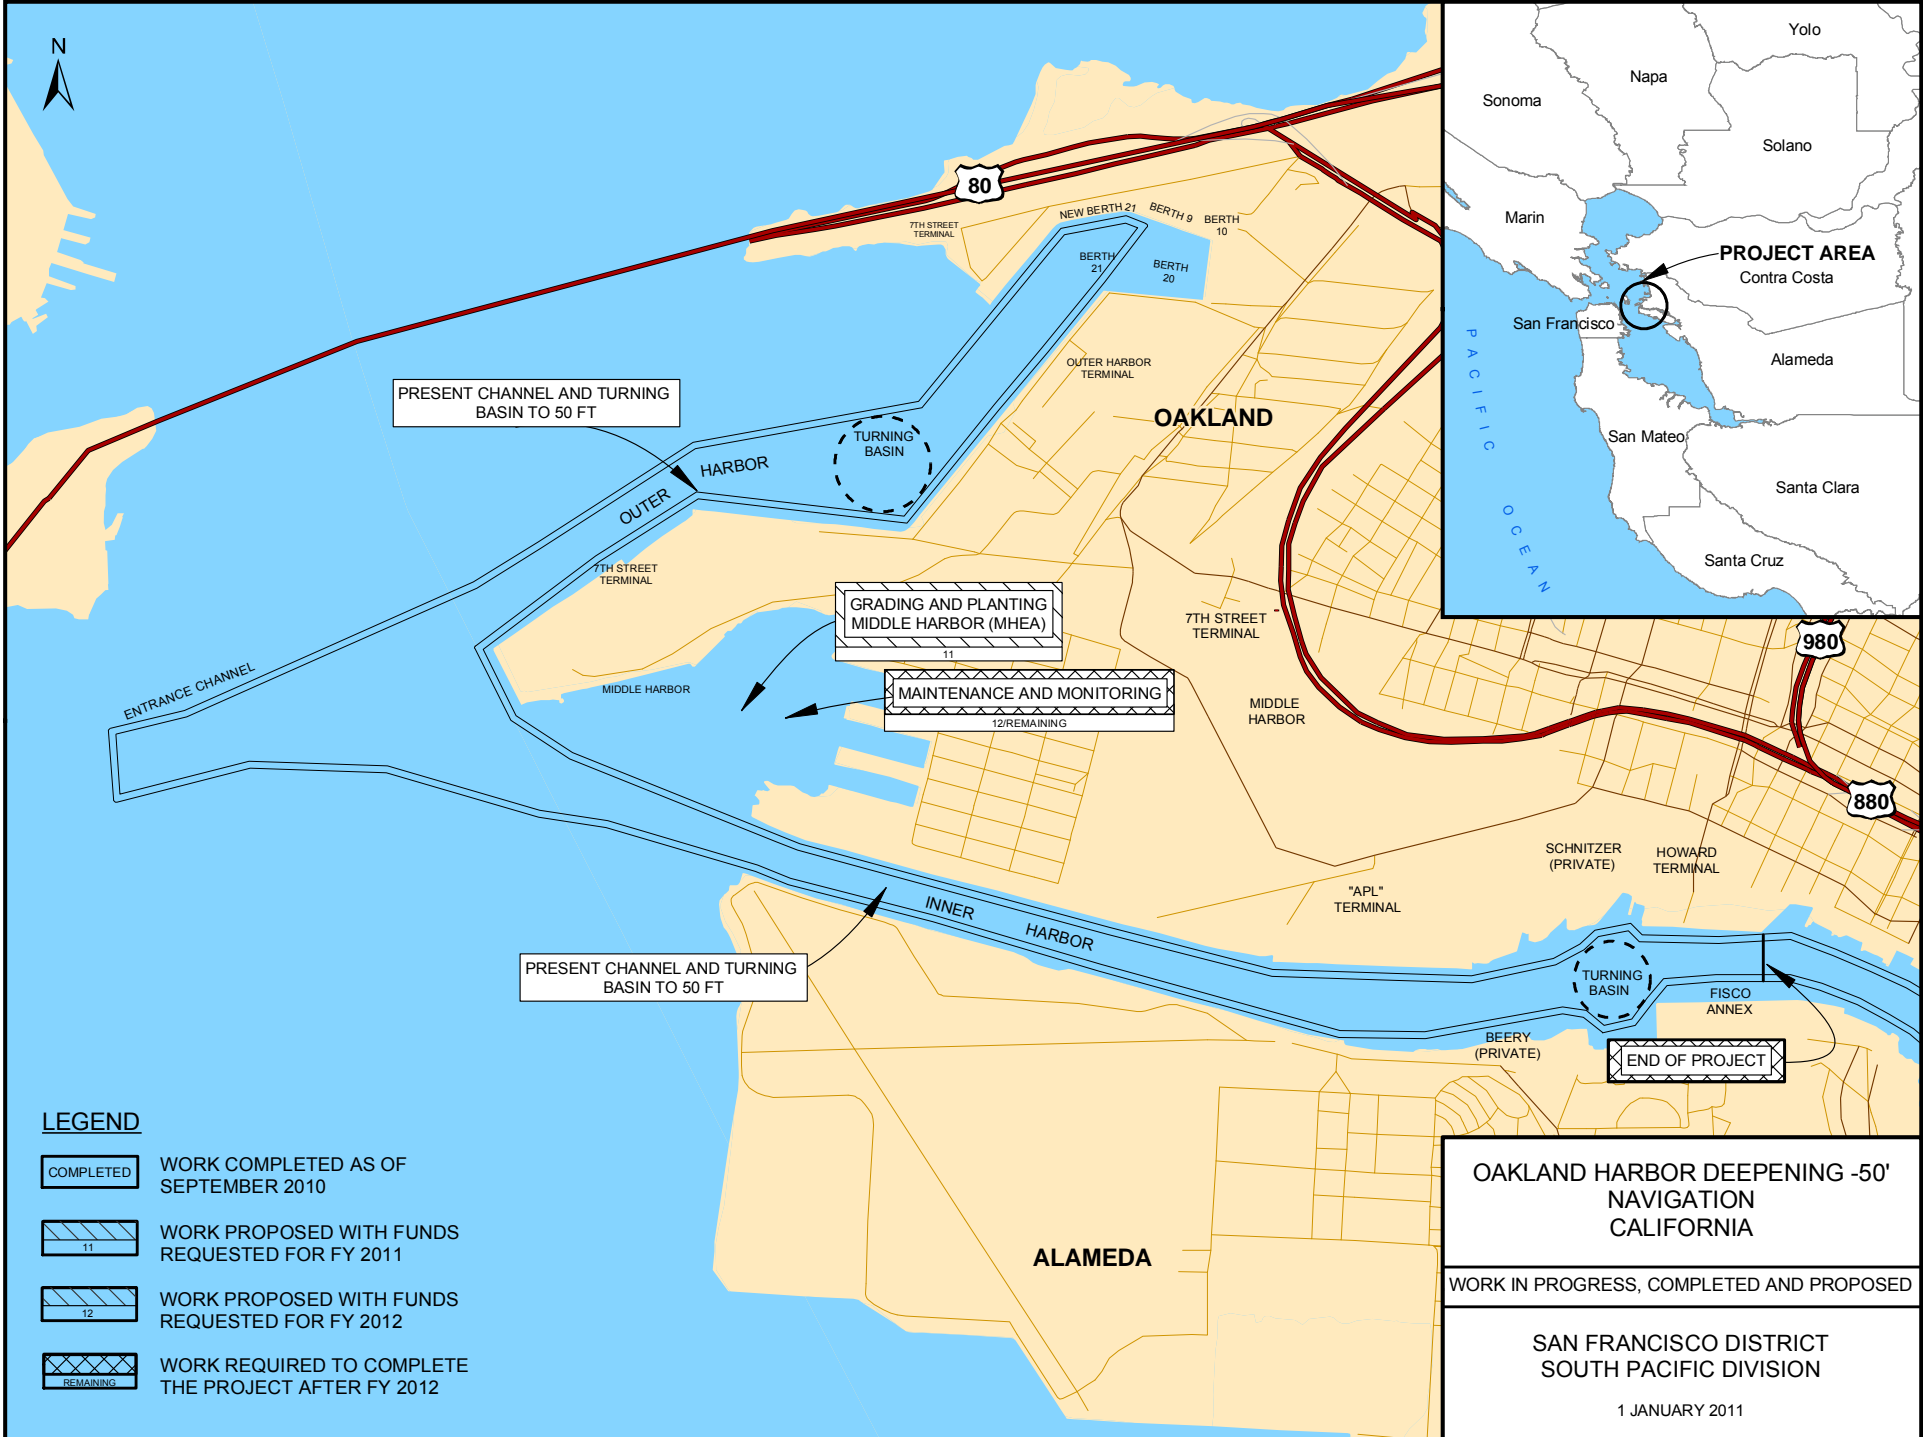 N
80
7TH STREET
TERMINAL
NEW BERTH 21
BERTH 9
BERTH
10
BERTH
21
BERTH
20
OUTER HARBOR
TERMINAL
OAKLAND
PRESENT CHANNEL AND TURNING
BASIN TO 50 FT
TURNING
BASIN
OUTER HARBOR
7TH STREET
TERMINAL
GRADING AND PLANTING
MIDDLE HARBOR (MHEA)
11
7TH STREET
TERMINAL
ENTRANCE CHANNEL
MIDDLE HARBOR
MAINTENANCE AND MONITORING
12/REMAINING
MIDDLE
HARBOR
980
880
SCHNITZER
(PRIVATE)
HOWARD
TERMINAL
"APL"
TERMINAL
INNER HARBOR
PRESENT CHANNEL AND TURNING
BASIN TO 50 FT
TURNING
BASIN
FISCO
ANNEX
BEERY
(PRIVATE)
END OF PROJECT
ALAMEDA
Yolo
Napa
Sonoma
Solano
Marin
PROJECT AREA
Contra Costa
San Francisco
Alameda
PACIFIC OCEAN
San Mateo
Santa Clara
Santa Cruz
LEGEND
COMPLETED
WORK COMPLETED AS OF
SEPTEMBER 2010
11
WORK PROPOSED WITH FUNDS
REQUESTED FOR FY 2011
12
WORK PROPOSED WITH FUNDS
REQUESTED FOR FY 2012
REMAINING
WORK REQUIRED TO COMPLETE
THE PROJECT AFTER FY 2012
OAKLAND HARBOR DEEPENING -50'
NAVIGATION
CALIFORNIA
WORK IN PROGRESS, COMPLETED AND PROPOSED
SAN FRANCISCO DISTRICT
SOUTH PACIFIC DIVISION
1 JANUARY 2011